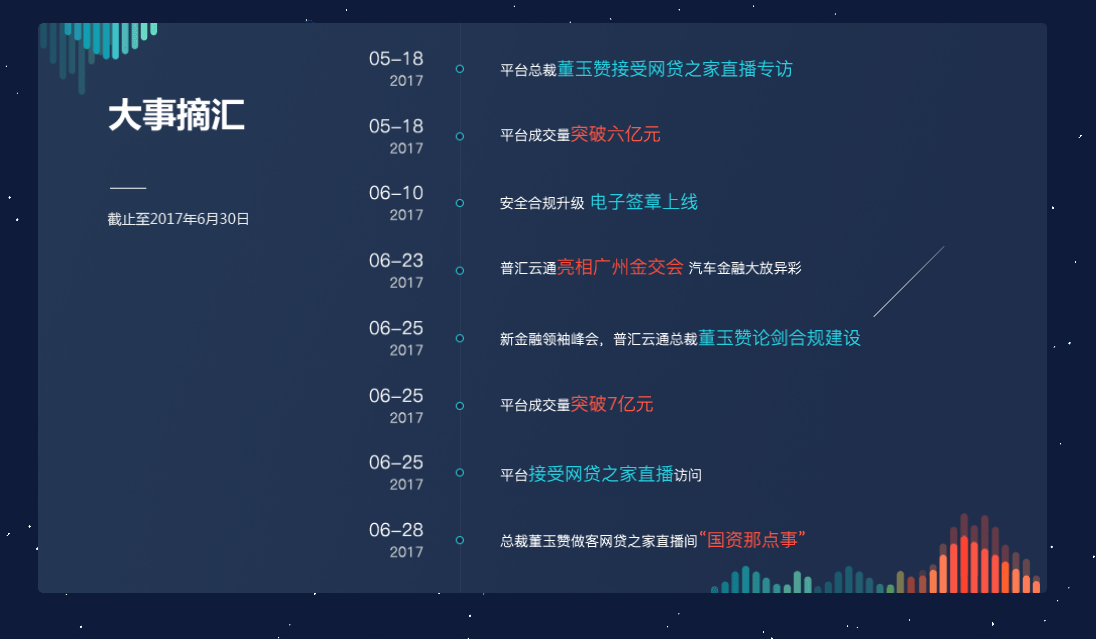 大事摘汇
截止至2017年6月30日
05-18
2017
平台总裁董玉赞接受网贷之家直播专访
05-18
2017
平台成交量突破六亿元
06-10
2017
安全合规升级 电子签章上线
06-23
2017
普汇云通亮相广州金交会 汽车金融大放异彩
06-25
2017
新金融领袖峰会，普汇云通总裁董玉赞论剑合规建设
06-25
2017
平台成交量突破7亿元
06-25
2017
平台接受网贷之家直播访问
06-28
2017
总裁董玉赞做客网贷之家直播间“国资那点事”